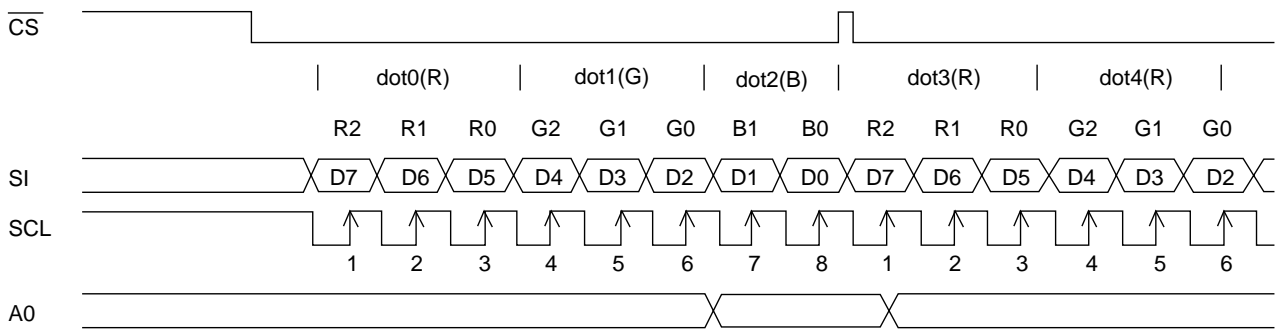 CS
dot0(R) dot1(G) dot2(B) dot3(R) dot4(R)
R2 R1 R0 G2 G1 G0 B1 B0 R2 R1 R0 G2 G1 G0
SI D7 D6 D5 D4 D3 D2 D1 D0 D7 D6 D5 D4 D3 D2
SCL
1 2 3 4 5 6 7 8 1 2 3 4 5 6
A0